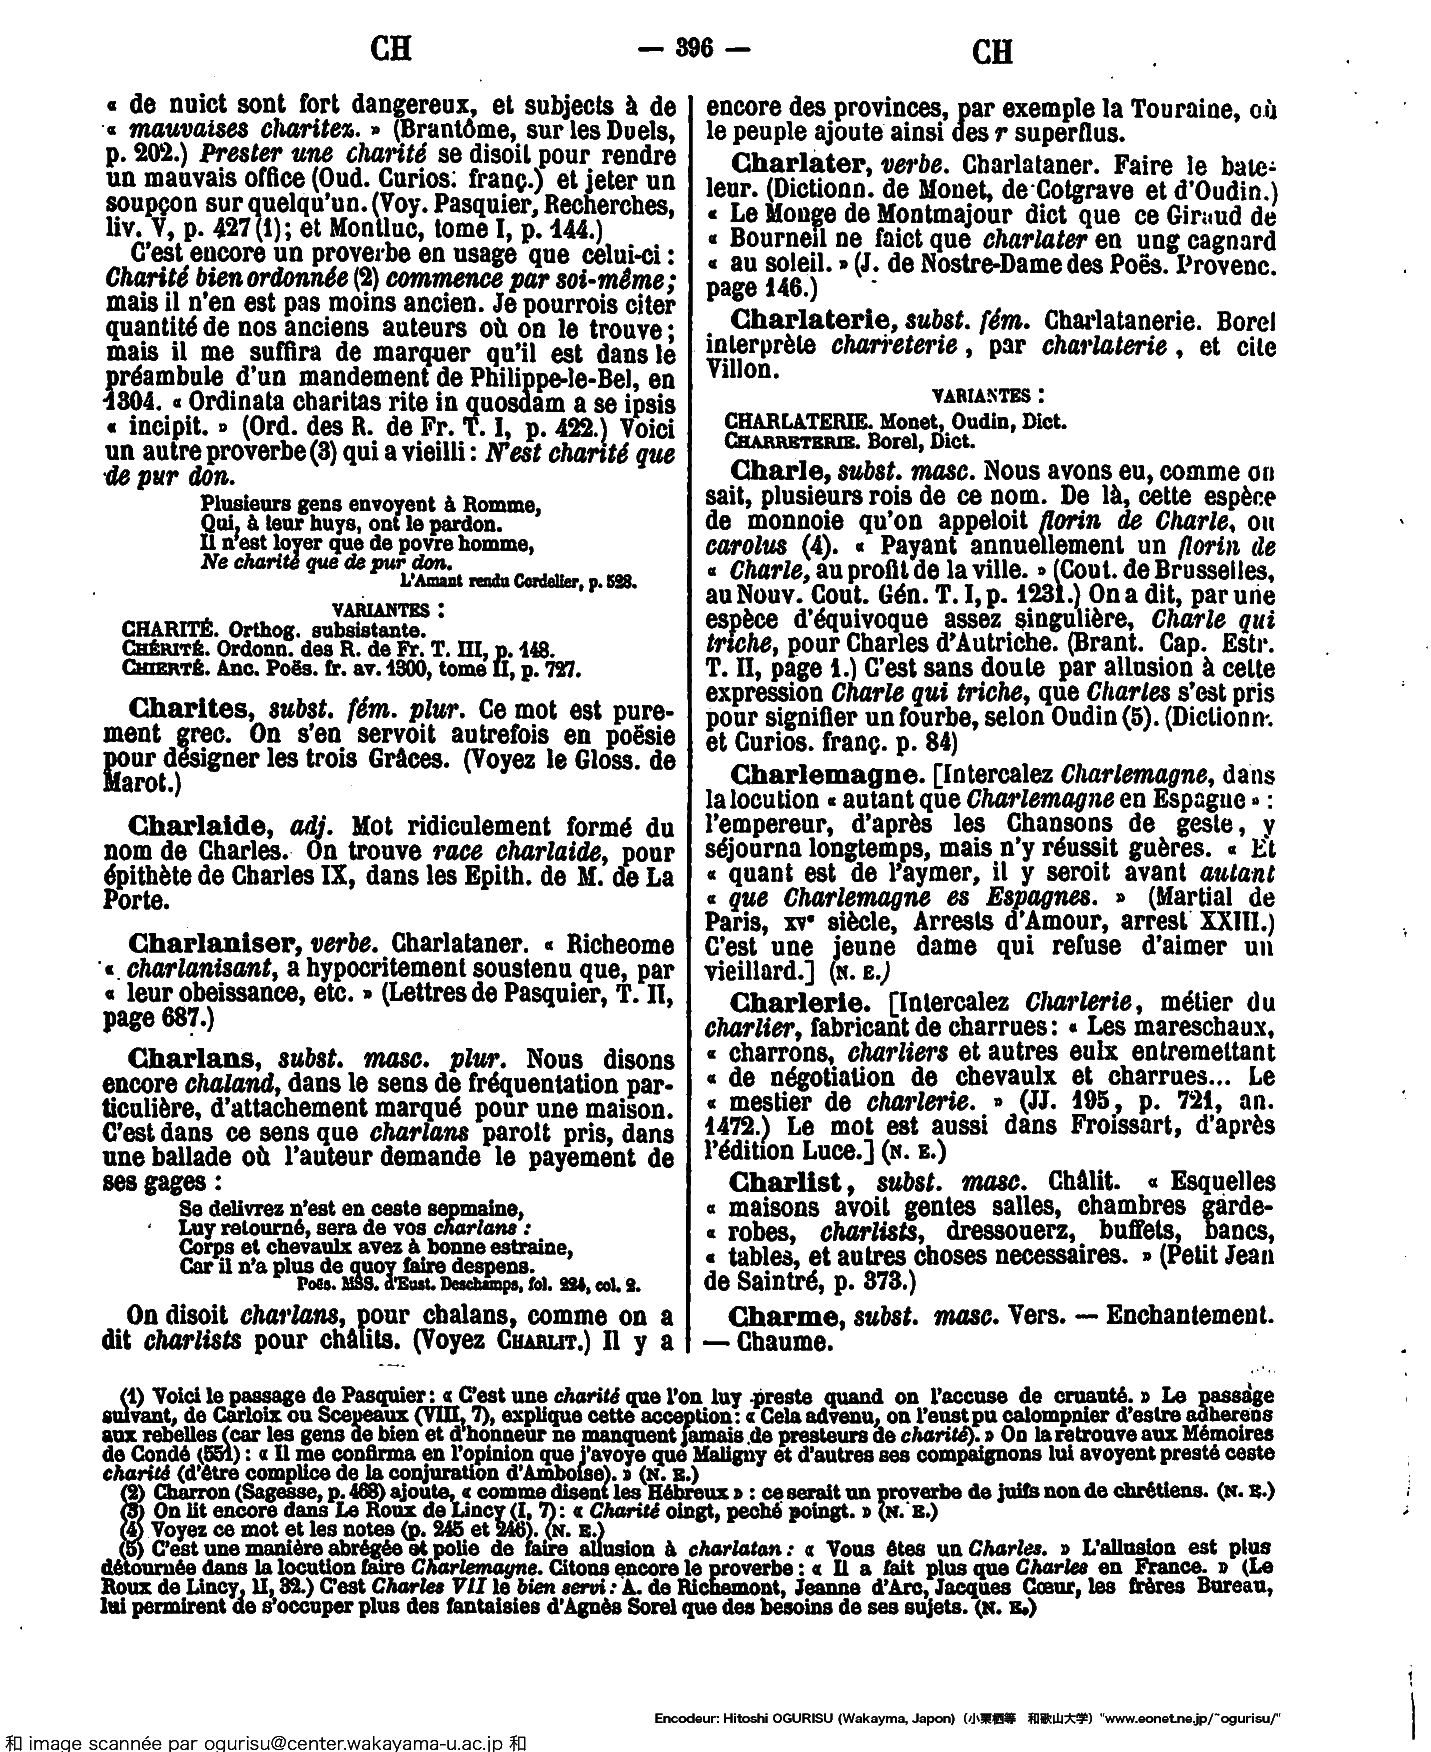 CH
— 396 —
CH
« de nuict sont fort dangereux, et subjects à de
« mauvaises charitez. » (Brantôme, sur les Duels,
p. 202.) Prester une charité se disoit pour rendre
un mauvais office (Oud. Curios. franç.) et jeter un
soupçon sur quelqu'un. (Voy. Pasquier, Recherches,
liv. V, p. 427 (1); et Montluc, tome I, p. 144.)
C'est encore un proverbe en usage que celui-ci :
Charité bien ordonnée (2) commence par soi-même;
mais il n'en est pas moins ancien. Je pourrois citer
quantité de nos anciens auteurs où on le trouve;
mais il me suffira de marquer qu'il est dans le
préambule d'un mandement de Philippe-le-Bel, en
1304. « Ordinata charitas rite in quosdam a se ipsis
« incipit. » (Ord. des R. de Fr. T. I, p. 422.) Voici
un autre proverbe (3) qui a vieilli : N'est charité que
de pur don.
Plusieurs gens envoyent à Romme,
Qui, à leur huys, ont le pardon.
Il n'est loyer que de povre homme,
Ne charité que de pur don.
L'Amant rendu Cordelier, p. 528.
VARIANTES :
CHARITÉ. Orthog. subsistante.
CHÉRITÉ. Ordonn. des R. de Fr. T. III, p. 148.
CHIERTÉ. Anc. Poës. fr. av. 1300, tome II, p. 727.
Charites, subst. fém. plur. Ce mot est pure-
ment grec. On s'en servoit autrefois en poësie
pour désigner les trois Grâces. (Voyez le Gloss. de
Marot.)
Charlaide, adj. Mot ridiculement formé du
nom de Charles. On trouve race charlaide, pour
épithète de Charles IX, dans les Epith. de M. de La
Porte.
Charlaniser, verbe. Charlataner. « Richeome
« charlanisant, a hypocritement soustenu que, par
« leur obeissance, etc. » (Lettres de Pasquier, T. II,
page 687.)
Charlans, subst. masc. plur. Nous disons
encore chaland, dans le sens de fréquentation par-
ticulière, d'attachement marqué pour une maison.
C'est dans ce sens que charlans paroît pris, dans
une ballade où l'auteur demande le payement de
ses gages :
Se delivrez n'est en ceste sepmaine,
Luy retourné, sera de vos charlans :
Corps et chevaulx avez à bonne estraine,
Car il n'a plus de quoy faire despens.
Poës. MSS. d'Eust. Deschamps, fol. 224, col. 2.
On disoit charlans, pour chalans, comme on a
dit charlists pour châlits. (Voyez CHARLIT.) Il y a
encore des provinces, par exemple la Touraine, où
le peuple ajoute ainsi des r superflus.
Charlater, verbe. Charlataner. Faire le bate-
leur. (Dictionn. de Monet, de Cotgrave et d'Oudin.)
« Le Monge de Montmajour dict que ce Giraud de
« Bourneil ne faict que charlater en ung cagnard
« au soleil. » (J. de Nostre-Dame des Poës. Provenc.
page 146.)
Charlaterie, subst. fém. Charlatanerie. Borel
interprète charreterie, par charlaterie, et cite
Villon.
VARIANTES :
CHARLATERIE. Monet, Oudin, Dict.
CHARRETERIE. Borel, Dict.
Charle, subst. masc. Nous avons eu, comme on
sait, plusieurs rois de ce nom. De là, cette espèce
de monnoie qu'on appeloit florin de Charle, ou
carolus (4). « Payant annuellement un florin de
« Charle, au profit de la ville. » (Cout. de Brusselles,
au Nouv. Cout. Gén. T. I, p. 1231.) On a dit, par une
espèce d'équivoque assez singulière, Charle qui
triche, pour Charles d'Autriche. (Brant. Cap. Estr.
T. II, page 1.) C'est sans doute par allusion à cette
expression Charle qui triche, que Charles s'est pris
pour signifier un fourbe, selon Oudin (5). (Dictionn.
et Curios. franç. p. 84)
Charlemagne. [Intercalez Charlemagne, dans
la locution « autant que Charlemagne en Espagne » :
l'empereur, d'après les Chansons de geste, y
séjourna longtemps, mais n'y réussit guères. « Et
« quant est de l'aymer, il y seroit avant autant
« que Charlemagne es Espagnes. » (Martial de
Paris, XVe siècle, Arrests d'Amour, arrest XXIII.)
C'est une jeune dame qui refuse d'aimer un
vieillard.] (N. E.)
Charlerie. [Intercalez Charlerie, métier du
charlier, fabricant de charrues : « Les mareschaux,
« charrons, charliers et autres eulx entremettant
« de négotiation de chevaulx et charrues... Le
« mestier de charlerie. » (JJ. 195, p. 721, an.
1472.) Le mot est aussi dans Froissart, d'après
l'édition Luce.] (N. E.)
Charlist, subst. masc. Châlit. « Esquelles
« maisons avoit gentes salles, chambres garde-
« robes, charlists, dressouerz, buffets, bancs,
« tables, et autres choses necessaires. » (Petit Jean
de Saintré, p. 373.)
Charme, subst. masc. Vers. — Enchantement.
— Chaume.
(1) Voici le passage de Pasquier : « C'est une charité que l'on luy preste quand on l'accuse de cruauté. » Le passage
suivant, de Carloix ou Scepeaux (VIII, 7), explique cette acception : « Cela advenu, on l'eust pu calompnier d'estre adherens
aux rebelles (car les gens de bien et d'honneur ne manquent jamais de presteurs de charité). » On la retrouve aux Mémoires
de Condé (551) : « Il me confirma en l'opinion que j'avoye que Maligny et d'autres ses compaignons lui avoyent presté ceste
charité (d'être complice de la conjuration d'Amboise). » (N. E.)
(2) Charron (Sagesse, p. 468) ajoute, « comme disent les Hébreux » : ce serait un proverbe de juifs non de chrétiens. (N. E.)
(3) On lit encore dans Le Roux de Lincy (I, 7) : « Charité oingt, peché poingt. » (N. E.)
(4) Voyez ce mot et les notes (p. 245 et 246). (N. E.)
(5) C'est une manière abrégée et polie de faire allusion à charlatan : « Vous êtes un Charles. » L'allusion est plus
détournée dans la locution faire Charlemagne. Citons encore le proverbe : « Il a fait plus que Charles en France. » (Le
Roux de Lincy, II, 32.) C'est Charles VII le bien servi : A. de Richemont, Jeanne d'Arc, Jacques Cœur, les frères Bureau,
lui permirent de s'occuper plus des fantaisies d'Agnès Sorel que des besoins de ses sujets. (N. E.)
Encodeur: Hitoshi OGURISU (Wakayma, Japon)（小栗栖等 和歌山大学）"www.eonet.ne.jp/~ogurisu/"
和 image scannée par ogurisu@center.wakayama-u.ac.jp 和